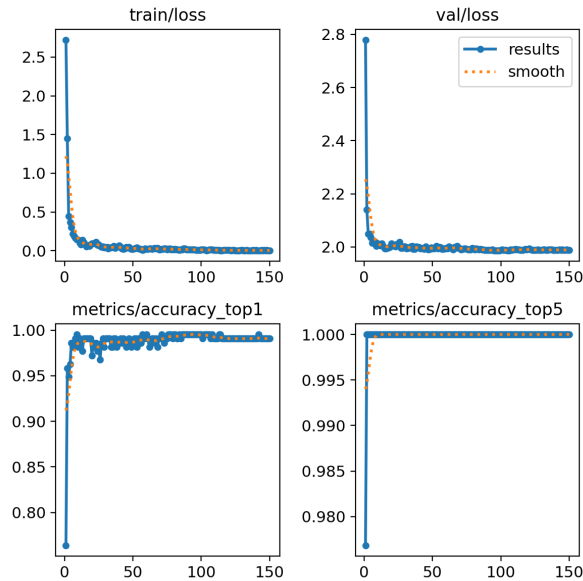 train/loss
2.5
2.0
1.5
1.0
0.5
0.0
0 50 100 150
val/loss
results
smooth
2.8
2.6
2.4
2.2
2.0
0 50 100 150
metrics/accuracy_top1
1.00
0.95
0.90
0.85
0.80
0 50 100 150
metrics/accuracy_top5
1.000
0.995
0.990
0.985
0.980
0 50 100 150